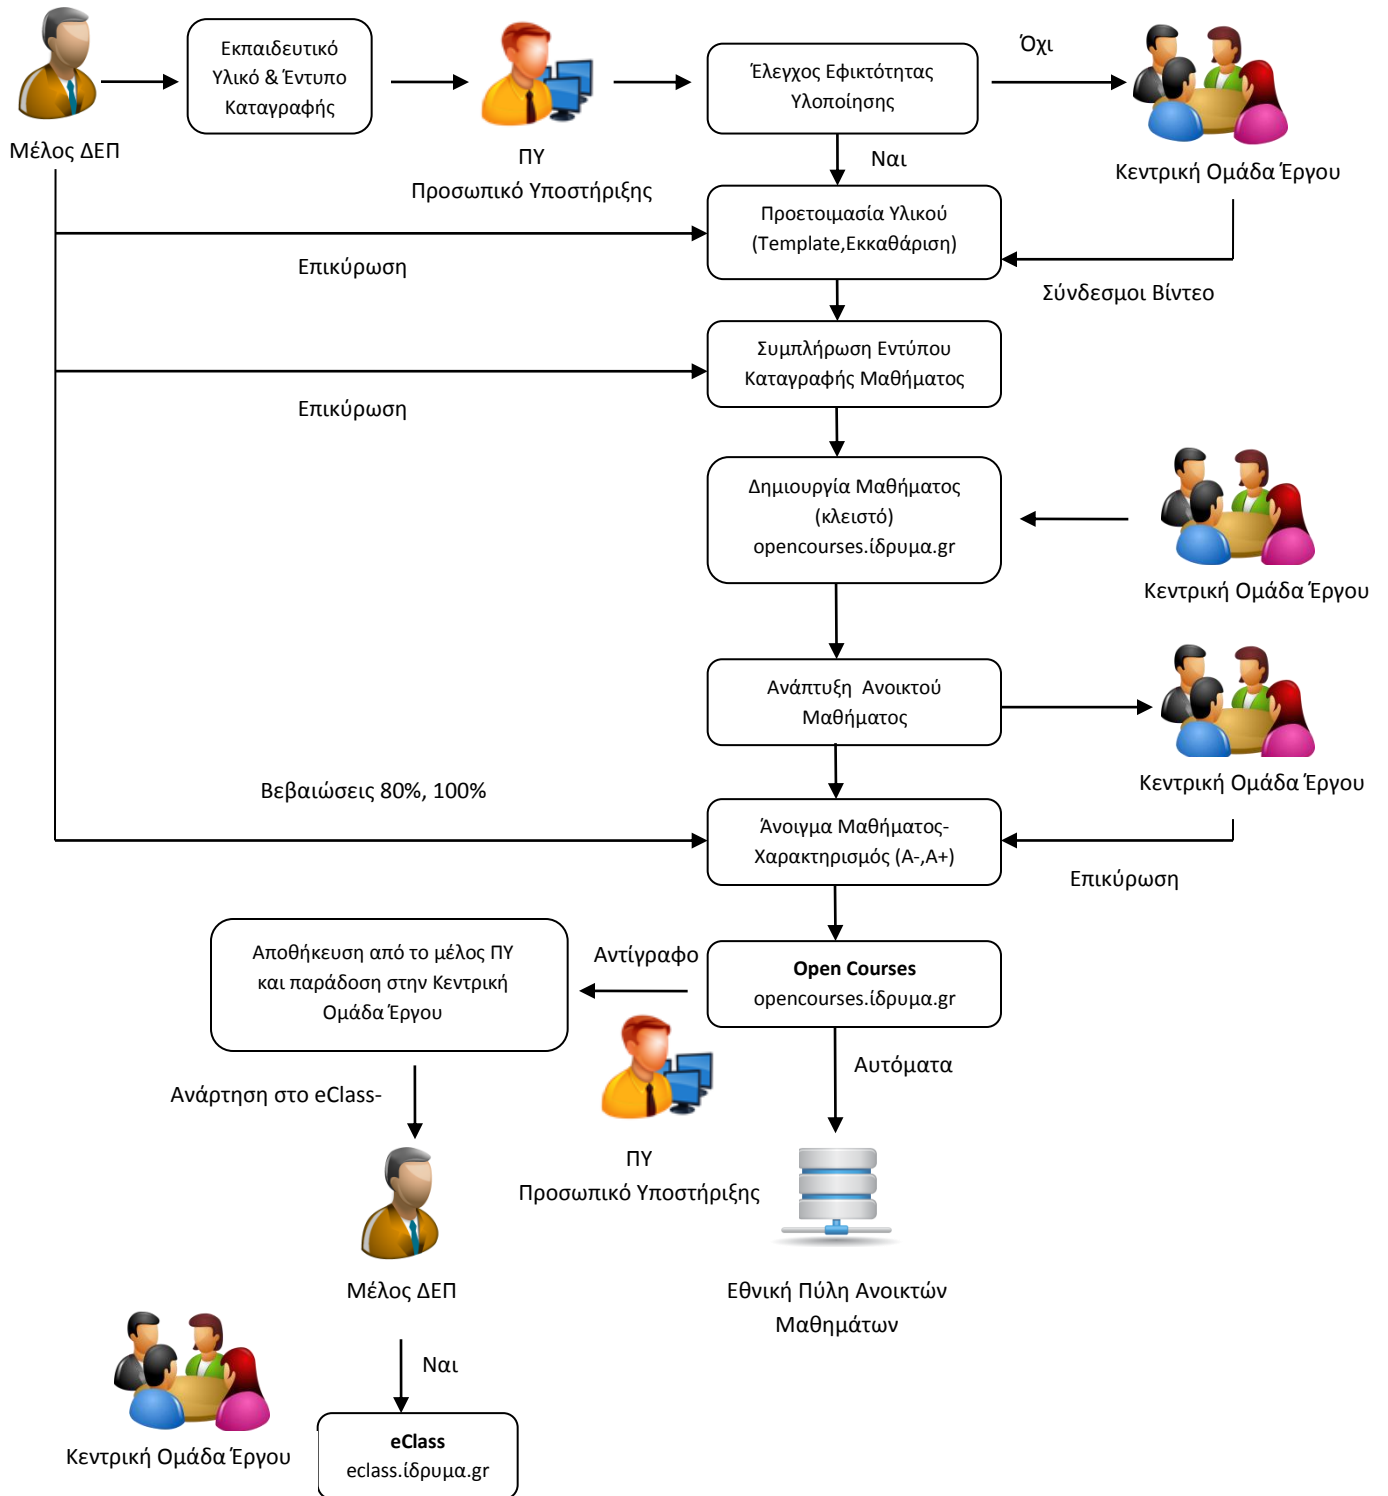 Εκπαιδευτικό
Υλικό & Έντυπο
Καταγραφής
Μέλος ΔΕΠ
ΠΥ
Προσωπικό Υποστήριξης
Έλεγχος Εφικτότητας
Υλοποίησης
Όχι
Κεντρική Ομάδα Έργου
Ναι
Προετοιμασία Υλικού
(Template,Εκκαθάριση)
Επικύρωση
Σύνδεσμοι Βίντεο
Συμπλήρωση Εντύπου
Καταγραφής Μαθήματος
Επικύρωση
Δημιουργία Μαθήματος
(κλειστό)
opencourses.ίδρυμα.gr
Κεντρική Ομάδα Έργου
Ανάπτυξη Ανοικτού
Μαθήματος
Κεντρική Ομάδα Έργου
Βεβαιώσεις 80%, 100%
Άνοιγμα Μαθήματος-
Χαρακτηρισμός (Α-,Α+)
Επικύρωση
Open Courses
opencourses.ίδρυμα.gr
Αντίγραφο
Αποθήκευση από το μέλος ΠΥ
και παράδοση στην Κεντρική
Ομάδα Έργου
Αυτόματα
Ανάρτηση στο eClass-
ΠΥ
Προσωπικό Υποστήριξης
Μέλος ΔΕΠ
Εθνική Πύλη Ανοικτών
Μαθημάτων
Ναι
Κεντρική Ομάδα Έργου
eClass
eclass.ίδρυμα.gr